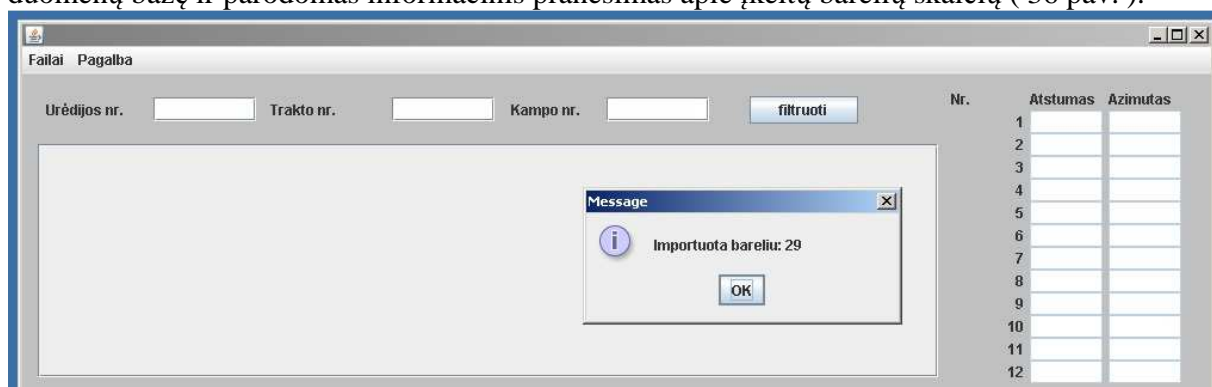 duomenų bazę ir parodomas informacinis pranešimas apie įkeltų barelių skaičių ( 36 pav. ).
Failai Pagalba
Urėdijos nr. Trakto nr. Kampo nr. filtruoti
Nr. Atstumas Azimutas
1
2
3
4
5
6
7
8
9
10
11
12
Message
Importuota bareliu: 29
OK